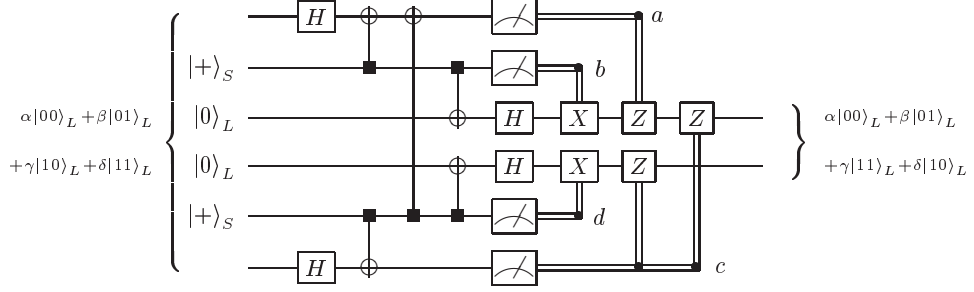 H a
|+⟩_S b
α|00⟩_L+β|01⟩_L |0⟩_L H X Z Z α|00⟩_L+β|01⟩_L
+γ|10⟩_L+δ|11⟩_L |0⟩_L H X Z +γ|11⟩_L+δ|10⟩_L
|+⟩_S d
H c